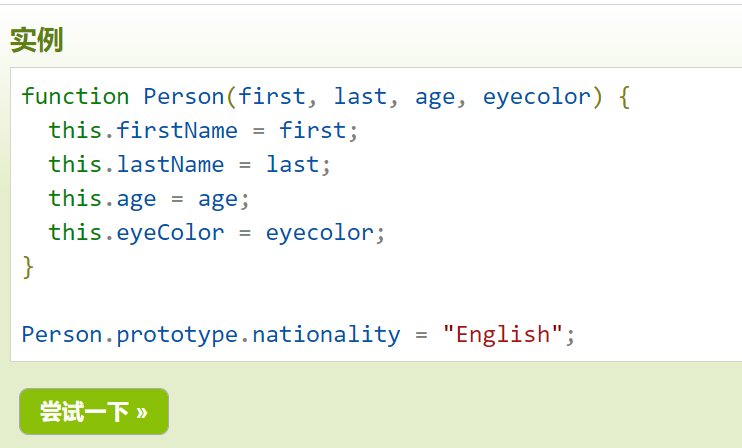 实例
function Person(first, last, age, eyecolor) {
  this.firstName = first;
  this.lastName = last;
  this.age = age;
  this.eyeColor = eyecolor;
}
Person.prototype.nationality = "English";
尝试一下 »